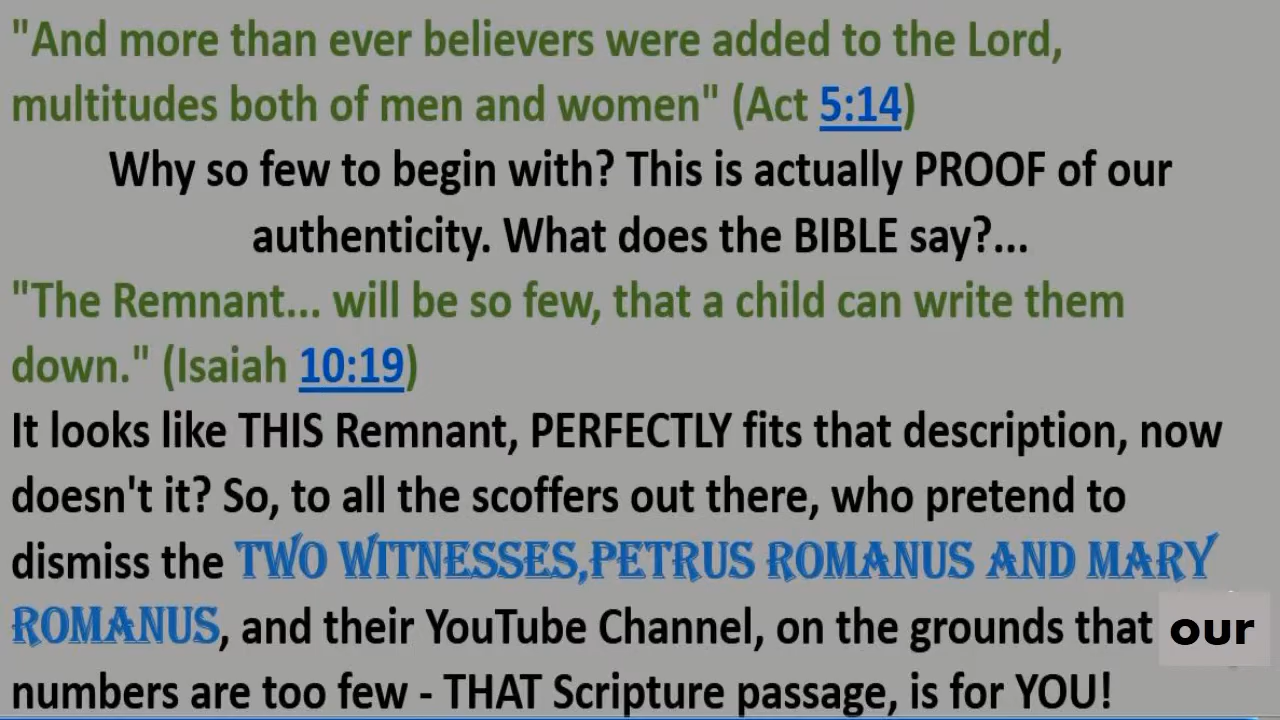 "And more than ever believers were added to the Lord,
multitudes both of men and women" (Act 5:14)
Why so few to begin with? This is actually PROOF of our
authenticity. What does the BIBLE say?...
"The Remnant... will be so few, that a child can write them
down." (Isaiah 10:19)
It looks like THIS Remnant, PERFECTLY fits that description, now
doesn't it? So, to all the scoffers out there, who pretend to
dismiss the TWO WITNESSES,PETRUS ROMANUS AND MARY
ROMANUS, and their YouTube Channel, on the grounds that our
numbers are too few - THAT Scripture passage, is for YOU!